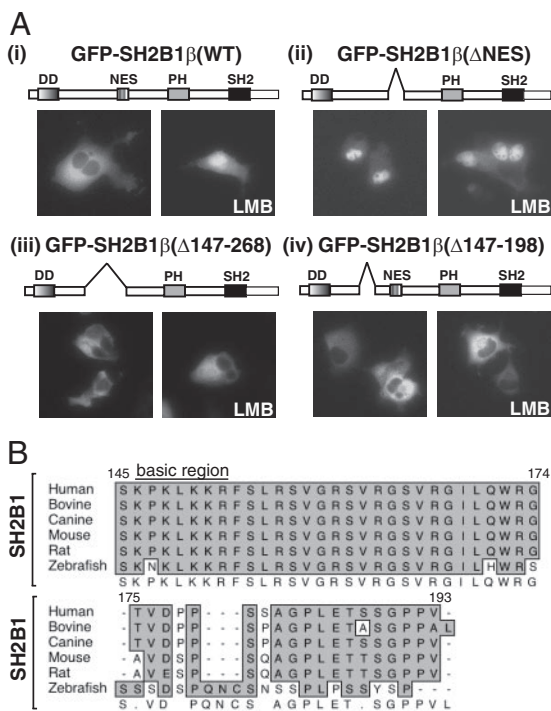 A
(i) GFP-SH2B1β(WT)
DD NES PH SH2
LMB
(ii) GFP-SH2B1β(ΔNES)
DD PH SH2
LMB
(iii) GFP-SH2B1β(Δ147-268)
DD PH SH2
LMB
(iv) GFP-SH2B1β(Δ147-198)
DD NES PH SH2
LMB
B
145 basic region 174
SH2B1
Human S K P K L K K R F S L R S V G R S V R G S V R G I L Q W R G
Bovine S K P K L K K R F S L R S V G R S V R G S V R G I L Q W R G
Canine S K P K L K K R F S L R S V G R S V R G S V R G I L Q W R G
Mouse S K P K L K K R F S L R S V G R S V R G S V R G I L Q W R G
Rat S K P K L K K R F S L R S V G R S V R G S V R G I L Q W R G
Zebrafish S K N K L K K R F S L R S V G R S V R G S V R G I L H W R S
S K P K L K K R F S L R S V G R S V R G S V R G I L Q W R G
175 193
SH2B1
Human - T V D P P - - - S S A G P L E T S S G P P V -
Bovine - T V D P P - - - S S A G P L E T A S G P P A L
Canine - T V D P P - - - S S A G P L E T S S G P P V -
Mouse - A V D S P - - - S Q A G P L E T S S G P P V -
Rat - A V E S P - - - S Q A G P L E T S S G P P V -
Zebrafish S S S D S P Q N C S N S S P L P S S Y S P - - -
S . V D P Q N C S A G P L E T . S G P P V L